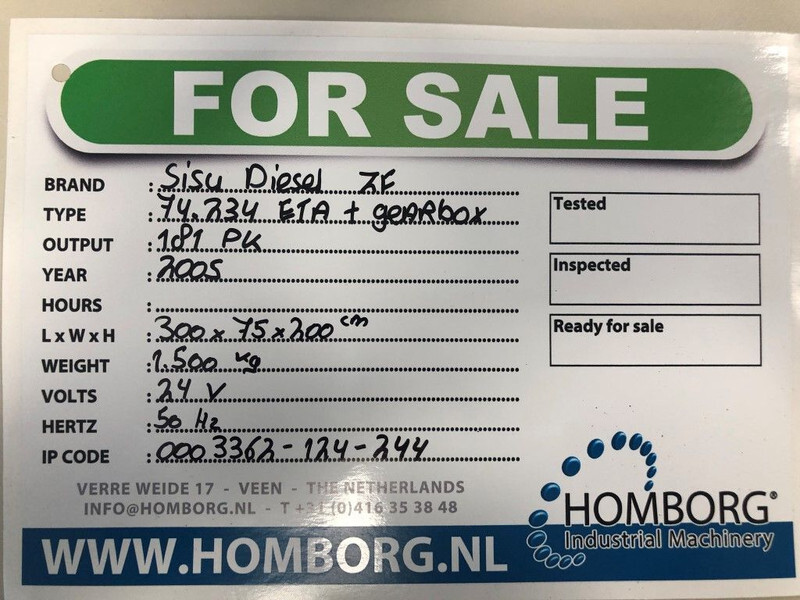 FOR SALE
BRAND : Sisu Diesel ZF
TYPE : 74.234 ETA + gearbox
OUTPUT : 181 PK
YEAR : 2005
HOURS :
L x W x H : 300 x 75 x 200 cm
WEIGHT : 1.500 kg
VOLTS : 24 V
HERTZ : 50 Hz
IP CODE : 000 3362-124-244
Tested
Inspected
Ready for sale
VERRE WEIDE 17 - VEEN - THE NETHERLANDS
INFO@HOMBORG.NL - T +31 (0)416 35 38 48
HOMBORG®
Industrial Machinery
WWW.HOMBORG.NL